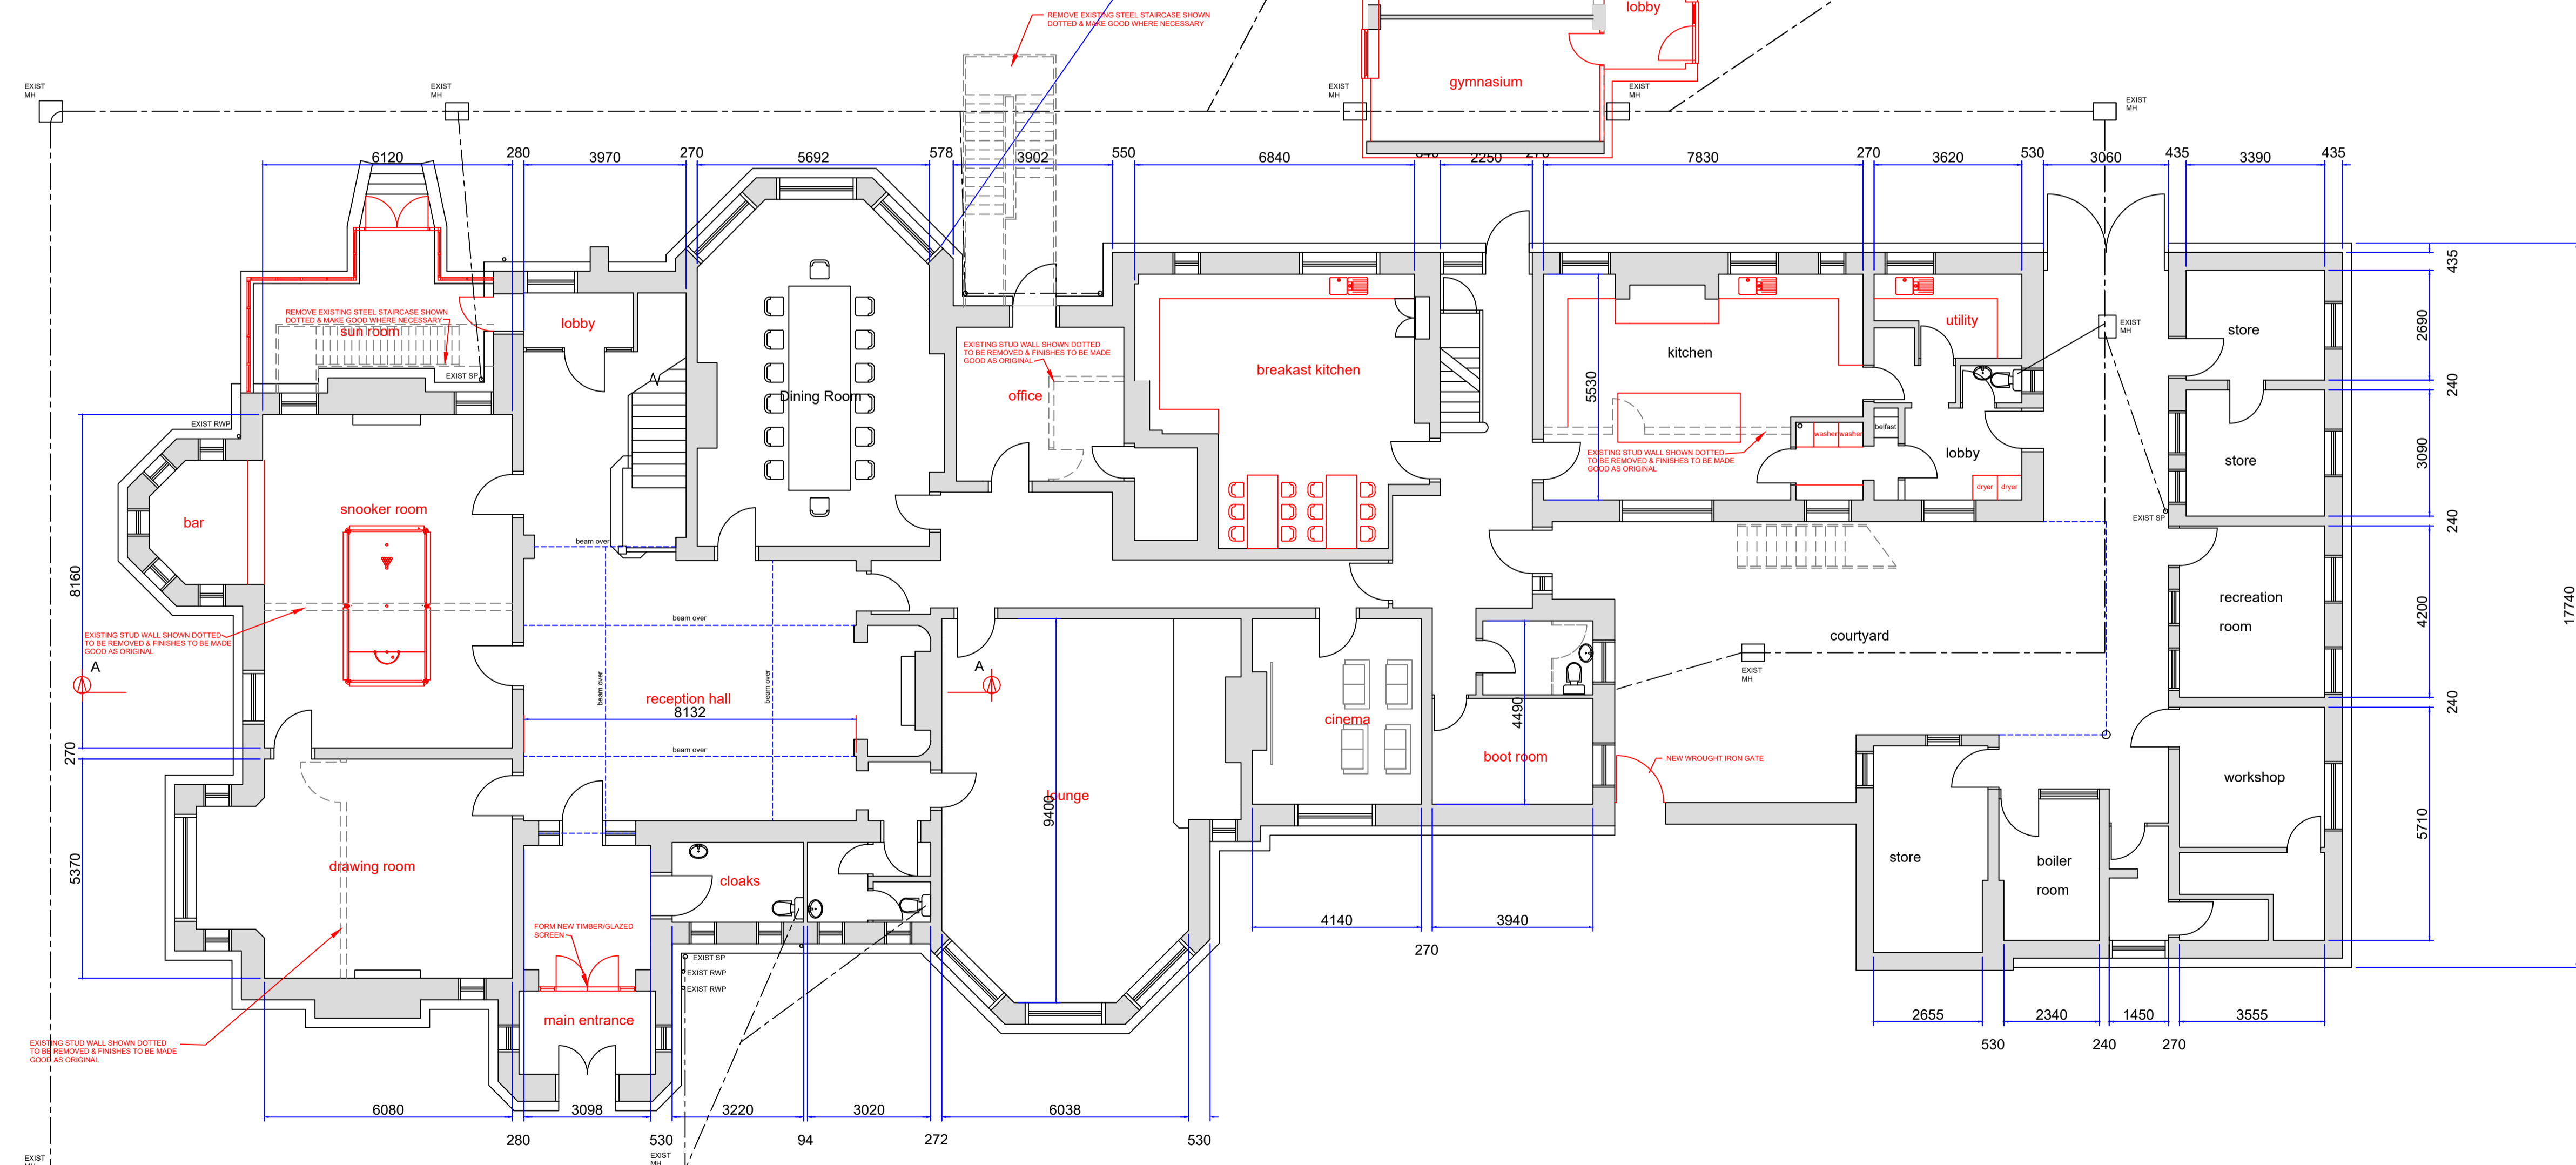 REMOVE EXISTING STEEL STAIRCASE SHOWN
DOTTED & MAKE GOOD WHERE NECESSARY
lobby
gymnasium
EXIST
MH
EXIST
MH
EXIST
MH
EXIST
MH
EXIST
MH
6120
280
3970
270
5692
578
3902
550
6840
2250
270
7830
270
3620
530
3060
435
3390
435
REMOVE EXISTING STEEL STAIRCASE SHOWN
DOTTED & MAKE GOOD WHERE NECESSARY
sun room
EXIST SP
lobby
EXISTING STUD WALL SHOWN DOTTED
TO BE REMOVED & FINISHES TO BE MADE
GOOD AS ORIGINAL
office
Dining Room
breakast kitchen
kitchen
5530
utility
EXIST
MH
store
435
2690
240
EXIST RWP
bar
snooker room
washer
washer
belfast
EXISTING STUD WALL SHOWN DOTTED
TO BE REMOVED & FINISHES TO BE MADE
GOOD AS ORIGINAL
lobby
dryer
dryer
store
3090
EXIST SP
240
beam over
8160
EXISTING STUD WALL SHOWN DOTTED
TO BE REMOVED & FINISHES TO BE MADE
GOOD AS ORIGINAL
beam over
recreation
room
4200
17740
courtyard
A
A
beam over
beam over
reception hall
8132
EXIST
MH
240
4490
cinema
270
beam over
boot room
NEW WROUGHT IRON GATE
workshop
lounge
9400
5710
5370
drawing room
cloaks
store
boiler
room
4140
3940
270
FORM NEW TIMBER/GLAZED
SCREEN
EXIST SP
EXIST RWP
EXIST RWP
main entrance
2655
2340
1450
3555
530
240
270
EXISTING STUD WALL SHOWN DOTTED
TO BE REMOVED & FINISHES TO BE MADE
GOOD AS ORIGINAL
6080
3098
3220
3020
6038
280
530
94
272
530
EXIST
EXIST
MH